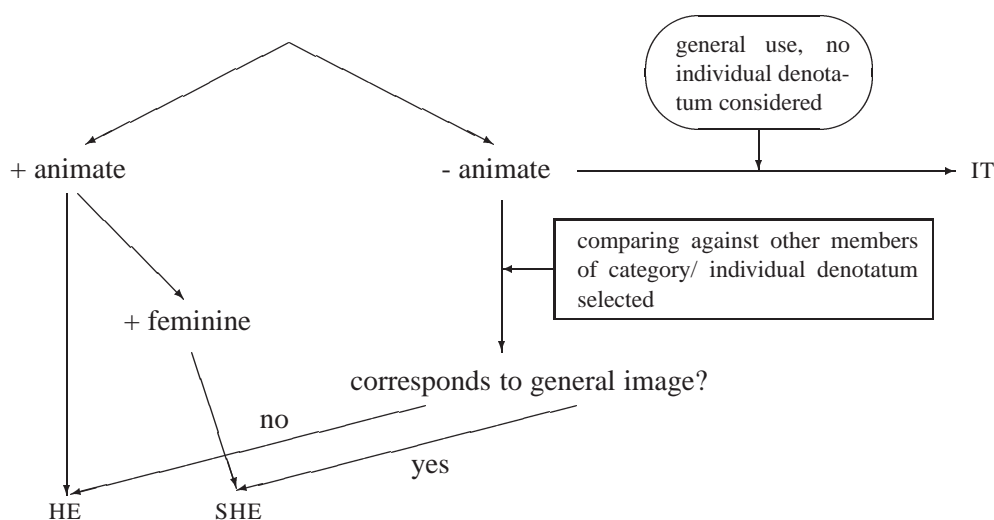 general use, no
individual denota-
tum considered
+ animate
- animate
IT
comparing against other members
of category/ individual denotatum
selected
+ feminine
corresponds to general image?
no
yes
HE
SHE